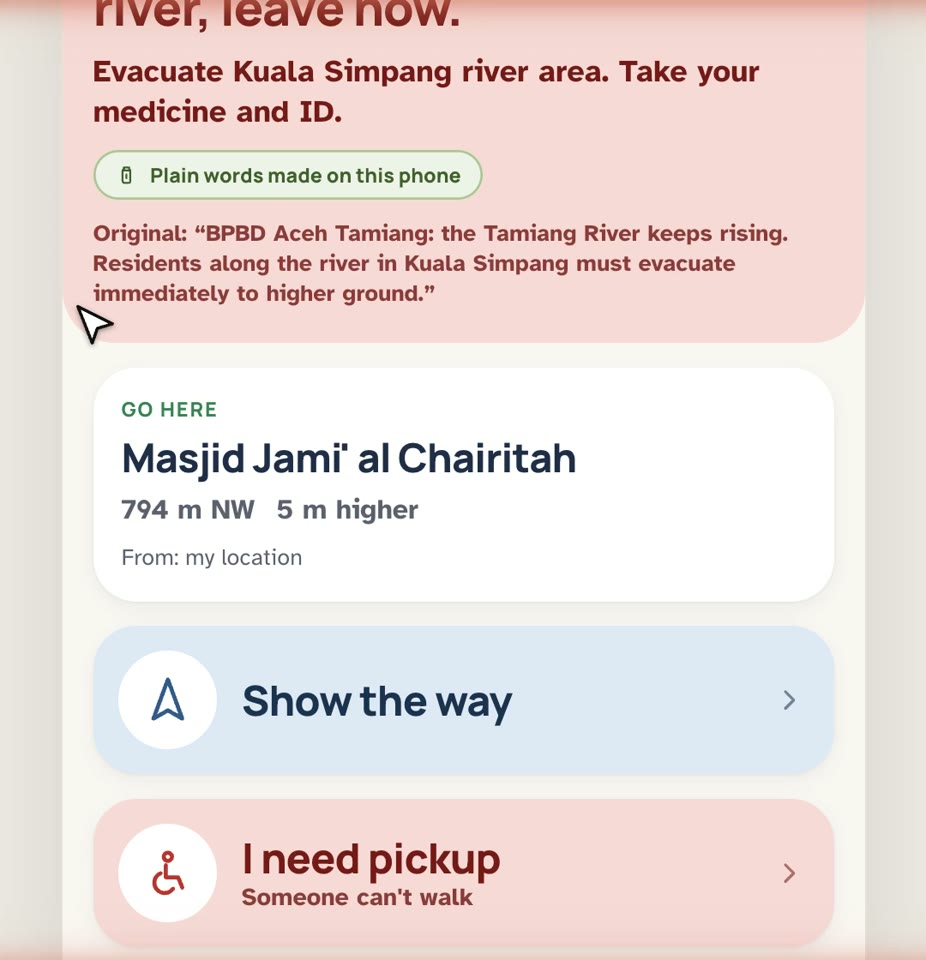 river, leave now.
Evacuate Kuala Simpang river area. Take your
medicine and ID.
Plain words made on this phone
Original: “BPBD Aceh Tamiang: the Tamiang River keeps rising.
Residents along the river in Kuala Simpang must evacuate
immediately to higher ground.”
GO HERE
Masjid Jami' al Chairitah
794 m NW 5 m higher
From: my location
Show the way
I need pickup
Someone can't walk